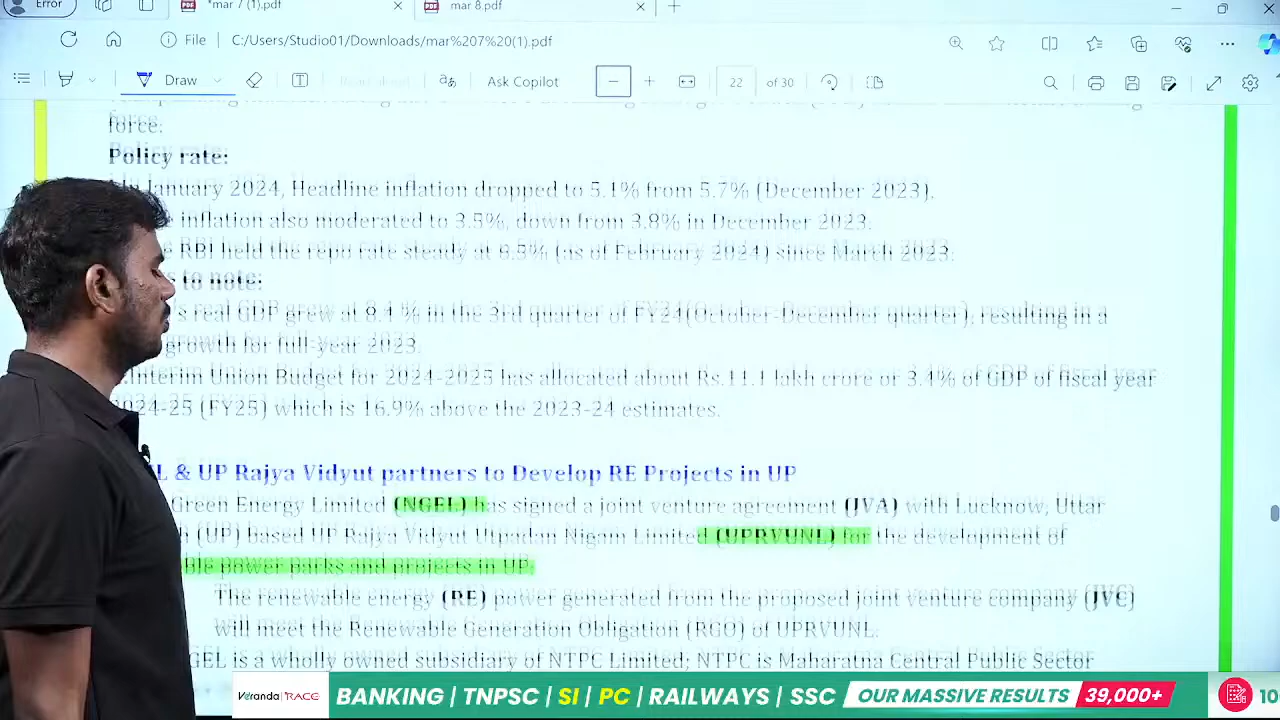 Error
*mar 7 (1).pdf
mar 8.pdf
File
C:/Users/Studio01/Downloads/mar%207%20(1).pdf
Draw
Read aloud
Ask Copilot
22
of 30
force.
Policy rate:
In January 2024, Headline inflation dropped to 5.1% from 5.7% (December 2023).
inflation also moderated to 3.5%, down from 3.8% in December 2023.
RBI held the repo rate steady at 6.5% (as of February 2024) since March 2023.
to note:
real GDP grew at 8.4 % in the 3rd quarter of FY24(October-December quarter), resulting in a
growth for full-year 2023.
Interim Union Budget for 2024-2025 has allocated about Rs.11.1 lakh crore or 3.4% of GDP of fiscal year
2024-25 (FY25) which is 16.9% above the 2023-24 estimates.
& UP Rajya Vidyut partners to Develop RE Projects in UP
Green Energy Limited (NGEL) has signed a joint venture agreement (JVA) with Lucknow, Uttar
(UP) based UP Rajya Vidyut Utpadan Nigam Limited (UPRVUNL) for the development of
power parks and projects in UP.
The renewable energy (RE) power generated from the proposed joint venture company (JVC)
will meet the Renewable Generation Obligation (RGO) of UPRVUNL.
NGEL is a wholly owned subsidiary of NTPC Limited; NTPC is Maharatna Central Public Sector
Veranda | RACE
BANKING | TNPSC | SI | PC | RAILWAYS | SSC
OUR MASSIVE RESULTS
39,000+
10